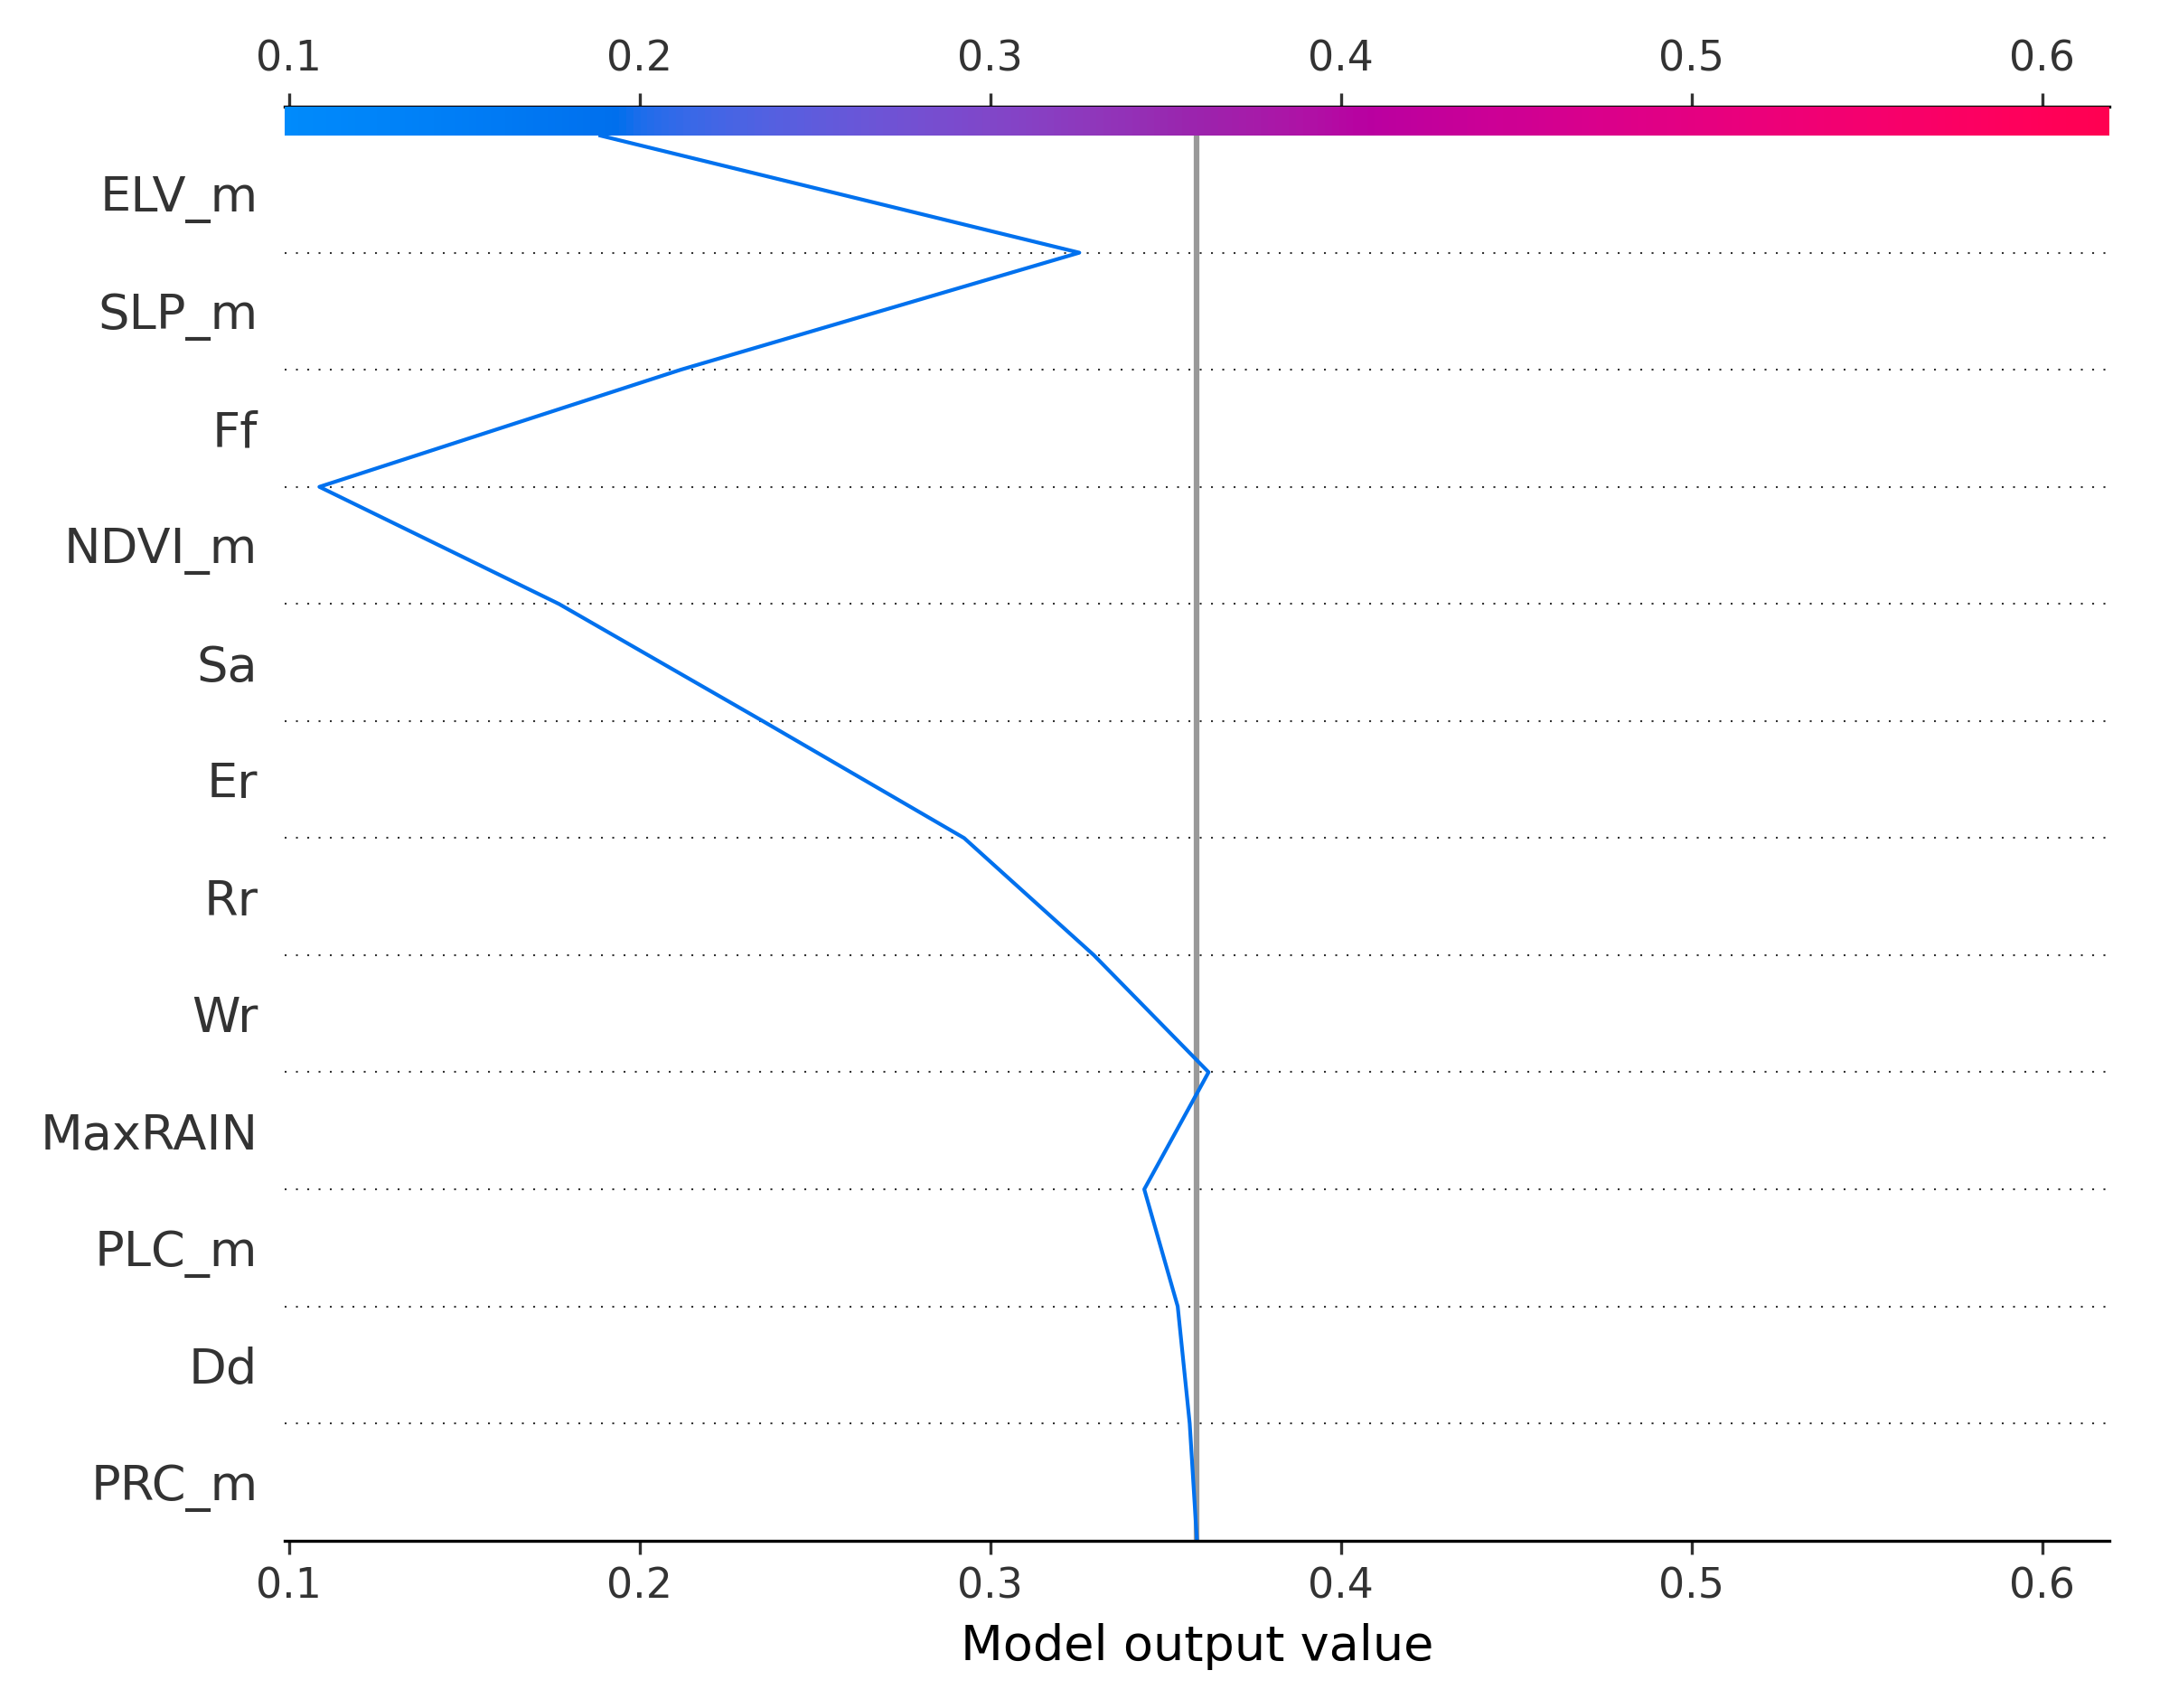 0.1 0.2 0.3 0.4 0.5 0.6
ELV_m
SLP_m
Ff
NDVI_m
Sa
Er
Rr
Wr
MaxRAIN
PLC_m
Dd
PRC_m
0.1 0.2 0.3 0.4 0.5 0.6
Model output value